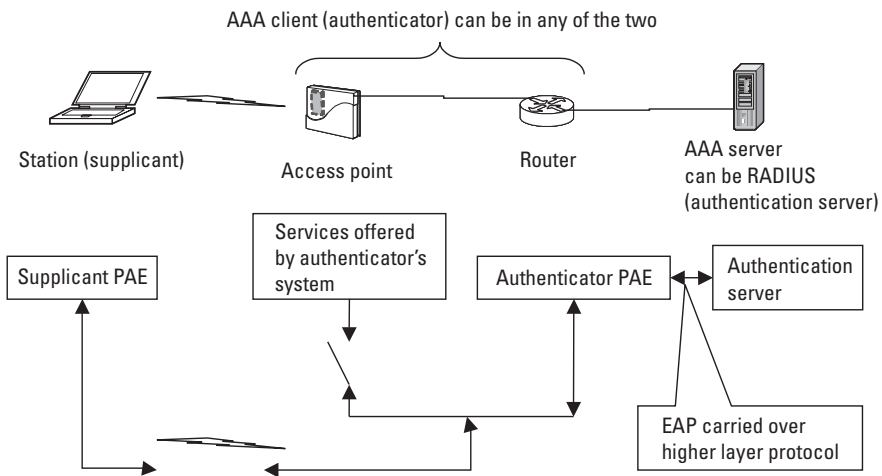 AAA client (authenticator) can be in any of the two
Station (supplicant)
Access point
Router
AAA server
can be RADIUS
(authentication server)
Services offered
by authenticator's
system
Supplicant PAE
Authenticator PAE
Authentication
server
EAP carried over
higher layer protocol